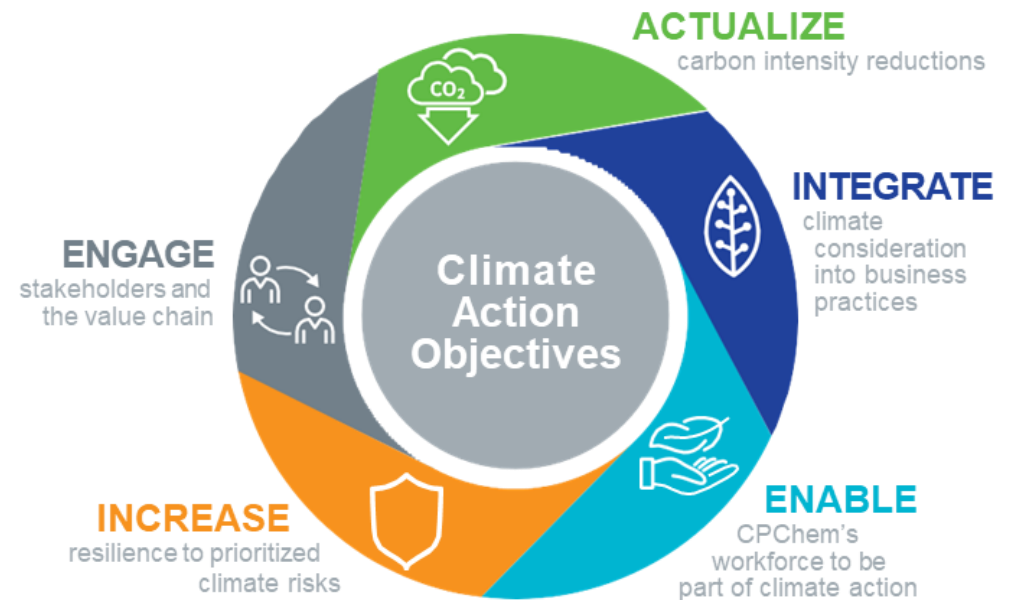 ACTUALIZE
carbon intensity reductions
CO₂
INTEGRATE
climate
consideration
into business
practices
ENGAGE
stakeholders and
the value chain
Climate
Action
Objectives
ENABLE
CPChem's
workforce to be
part of climate action
INCREASE
resilience to prioritized
climate risks